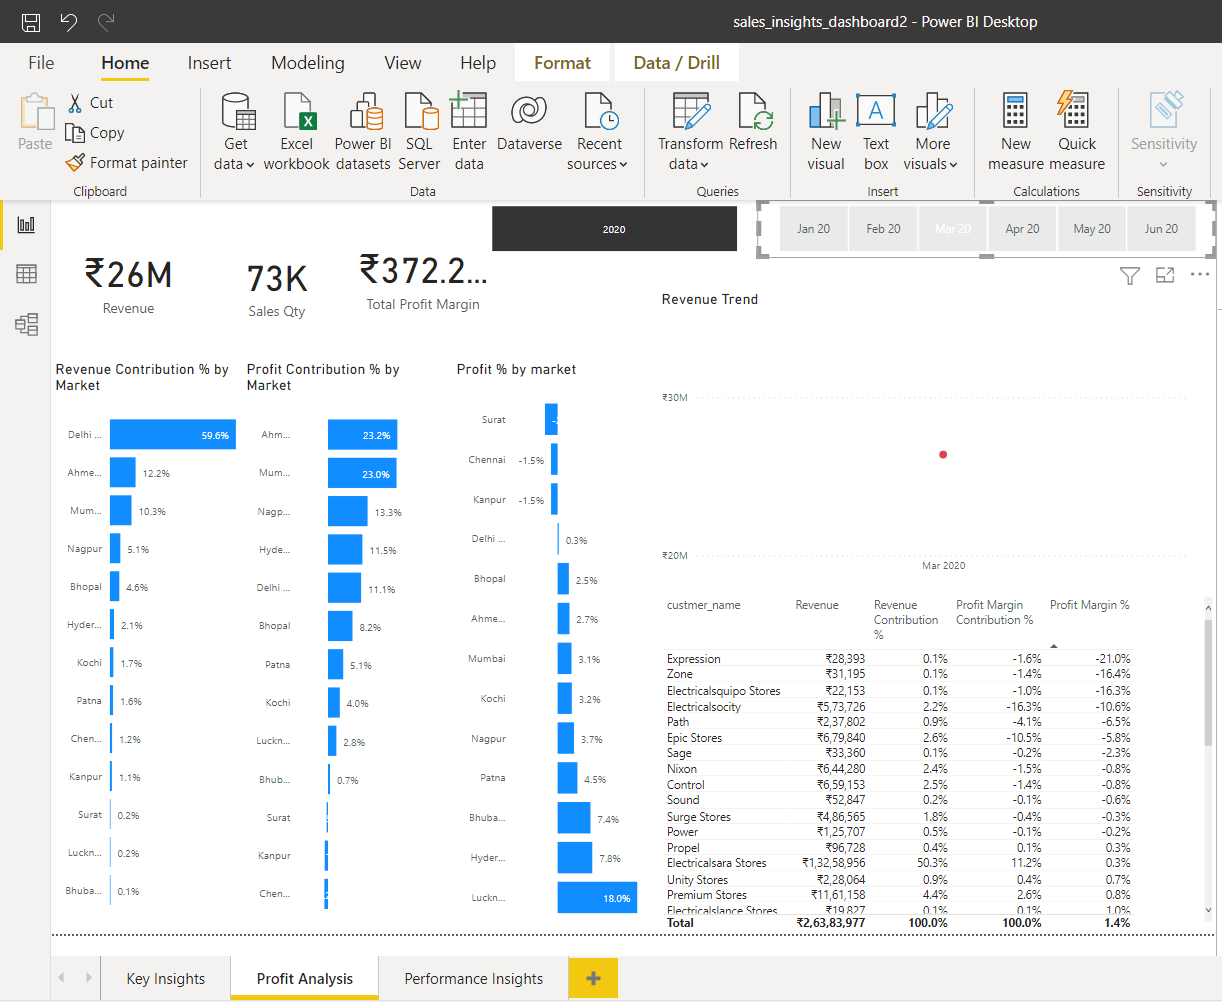 sales_insights_dashboard2 - Power BI Desktop
File Home Insert Modeling View Help Format Data / Drill
Paste
Cut
Copy
Format painter
Clipboard
Get data
Excel workbook
Power BI datasets
SQL Server
Enter data
Dataverse
Recent sources
Data
Transform data
Refresh
Queries
New visual
Text box
More visuals
Insert
New measure
Quick measure
Calculations
Sensitivity
Sensitivity
2020
Jan 20 Feb 20 Mar 20 Apr 20 May 20 Jun 20
₹26M
Revenue
73K
Sales Qty
₹372.2...
Total Profit Margin
Revenue Trend
₹30M
₹20M
Mar 2020
Revenue Contribution % by
Market
Delhi ... 59.6%
Ahme... 12.2%
Mum... 10.3%
Nagpur 5.1%
Bhopal 4.6%
Hyder... 2.1%
Kochi 1.7%
Patna 1.6%
Chen... 1.2%
Kanpur 1.1%
Surat 0.2%
Luckn... 0.2%
Bhuba... 0.1%
Profit Contribution % by
Market
Ahm... 23.2%
Mum... 23.0%
Nagp... 13.3%
Hyde... 11.5%
Delhi ... 11.1%
Bhopal 8.2%
Patna 5.1%
Kochi 4.0%
Luckn... 2.8%
Bhub... 0.7%
Surat
Kanpur
Chen...
Profit % by market
Surat
Chennai -1.5%
Kanpur -1.5%
Delhi ... 0.3%
Bhopal 2.5%
Ahme... 2.7%
Mumbai 3.1%
Kochi 3.2%
Nagpur 3.7%
Patna 4.5%
Bhuba... 7.4%
Hyder... 7.8%
Luckn... 18.0%
custmer_name Revenue Revenue Contribution % Profit Margin Contribution % Profit Margin %
Expression ₹28,393 0.1% -1.6% -21.0%
Zone ₹31,195 0.1% -1.4% -16.4%
Electricalsquipo Stores ₹22,153 0.1% -1.0% -16.3%
Electricalsocity ₹5,73,726 2.2% -16.3% -10.6%
Path ₹2,37,802 0.9% -4.1% -6.5%
Epic Stores ₹6,79,840 2.6% -10.5% -5.8%
Sage ₹33,360 0.1% -0.2% -2.3%
Nixon ₹6,44,280 2.4% -1.5% -0.8%
Control ₹6,59,153 2.5% -1.4% -0.8%
Sound ₹52,847 0.2% -0.1% -0.6%
Surge Stores ₹4,86,565 1.8% -0.4% -0.3%
Power ₹1,25,707 0.5% -0.1% -0.2%
Propel ₹96,728 0.4% 0.1% 0.3%
Electricalsara Stores ₹1,32,58,956 50.3% 11.2% 0.3%
Unity Stores ₹2,28,064 0.9% 0.4% 0.7%
Premium Stores ₹11,61,158 4.4% 2.6% 0.8%
Electricalslance Stores ₹19,827 0.1% 0.1% 1.0%
Total ₹2,63,83,977 100.0% 100.0% 1.4%
Key Insights Profit Analysis Performance Insights